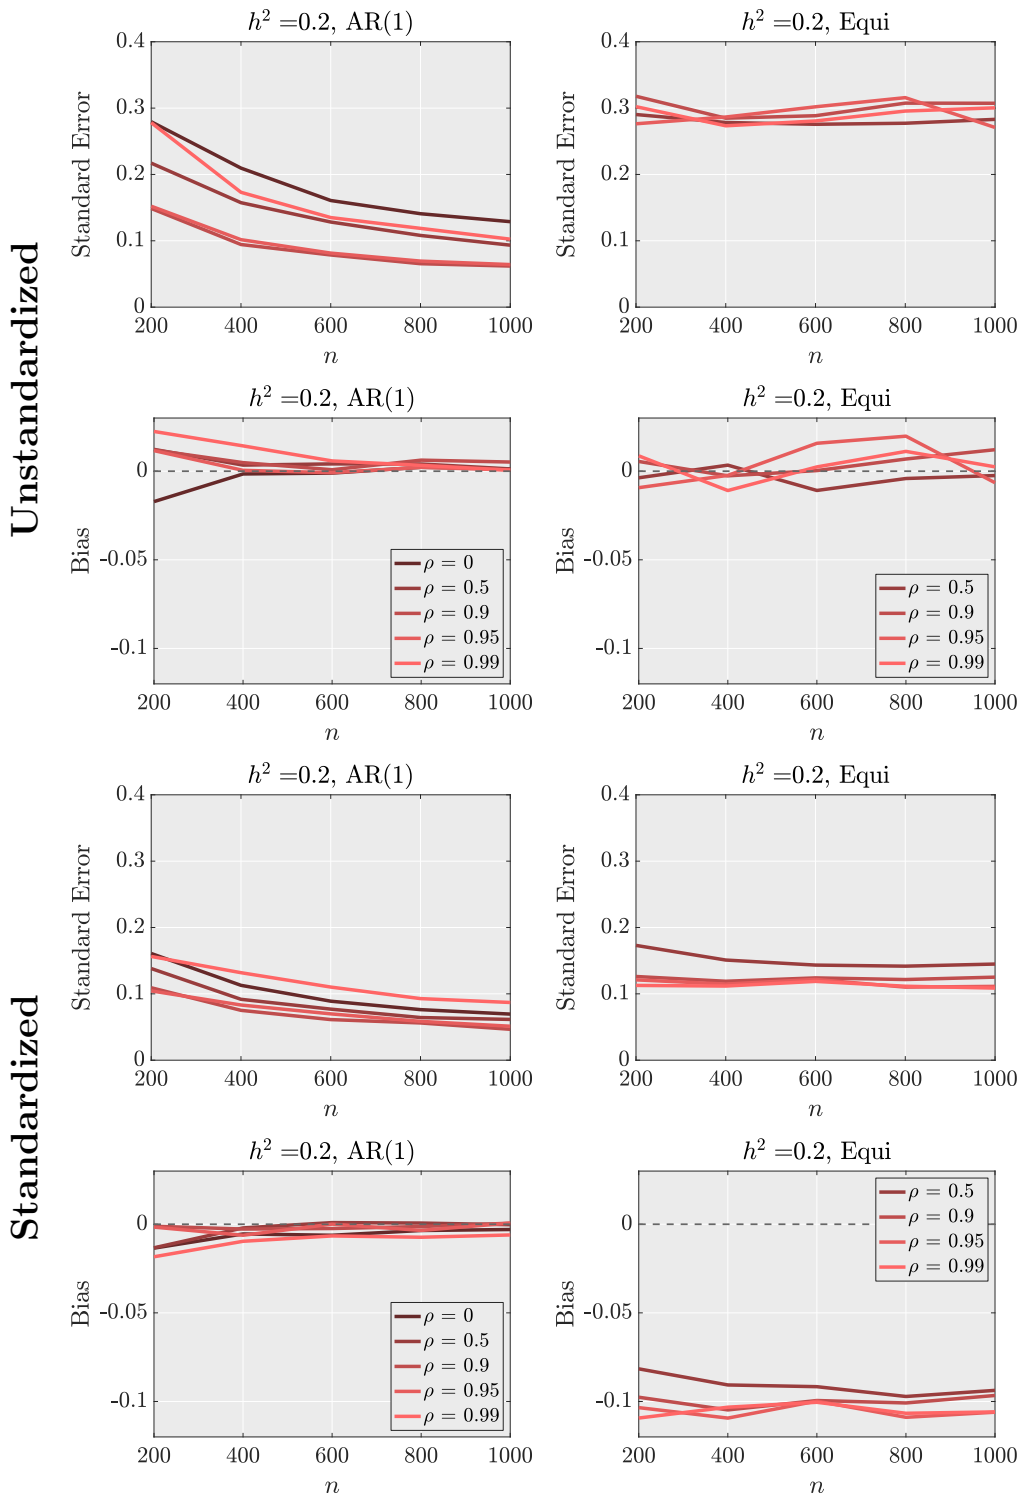 Unstandardized
h² =0.2, AR(1)
Standard Error
0.4
0.3
0.2
0.1
0
200 400 600 800 1000
n
h² =0.2, Equi
Standard Error
0.4
0.3
0.2
0.1
0
200 400 600 800 1000
n
h² =0.2, AR(1)
Bias
0
-0.05
-0.1
ρ = 0
ρ = 0.5
ρ = 0.9
ρ = 0.95
ρ = 0.99
200 400 600 800 1000
n
h² =0.2, Equi
Bias
0
-0.05
-0.1
ρ = 0.5
ρ = 0.9
ρ = 0.95
ρ = 0.99
200 400 600 800 1000
n
Standardized
h² =0.2, AR(1)
Standard Error
0.4
0.3
0.2
0.1
0
200 400 600 800 1000
n
h² =0.2, Equi
Standard Error
0.4
0.3
0.2
0.1
0
200 400 600 800 1000
n
h² =0.2, AR(1)
Bias
0
-0.05
-0.1
ρ = 0
ρ = 0.5
ρ = 0.9
ρ = 0.95
ρ = 0.99
200 400 600 800 1000
n
h² =0.2, Equi
Bias
0
-0.05
-0.1
ρ = 0.5
ρ = 0.9
ρ = 0.95
ρ = 0.99
200 400 600 800 1000
n